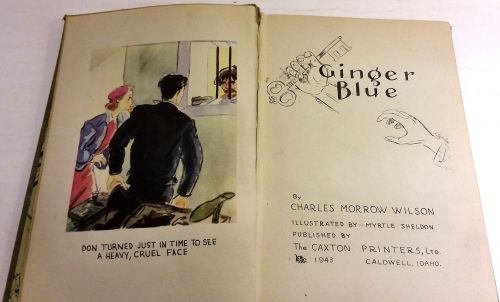 DON TURNED JUST IN TIME TO SEE
A HEAVY, CRUEL FACE
Ginger
Blue
By
CHARLES MORROW WILSON
ILLUSTRATED BY - MYRTLE SHELDON
PUBLISHED BY
The CAXTON PRINTERS, LTD.
1943 CALDWELL, IDAHO.